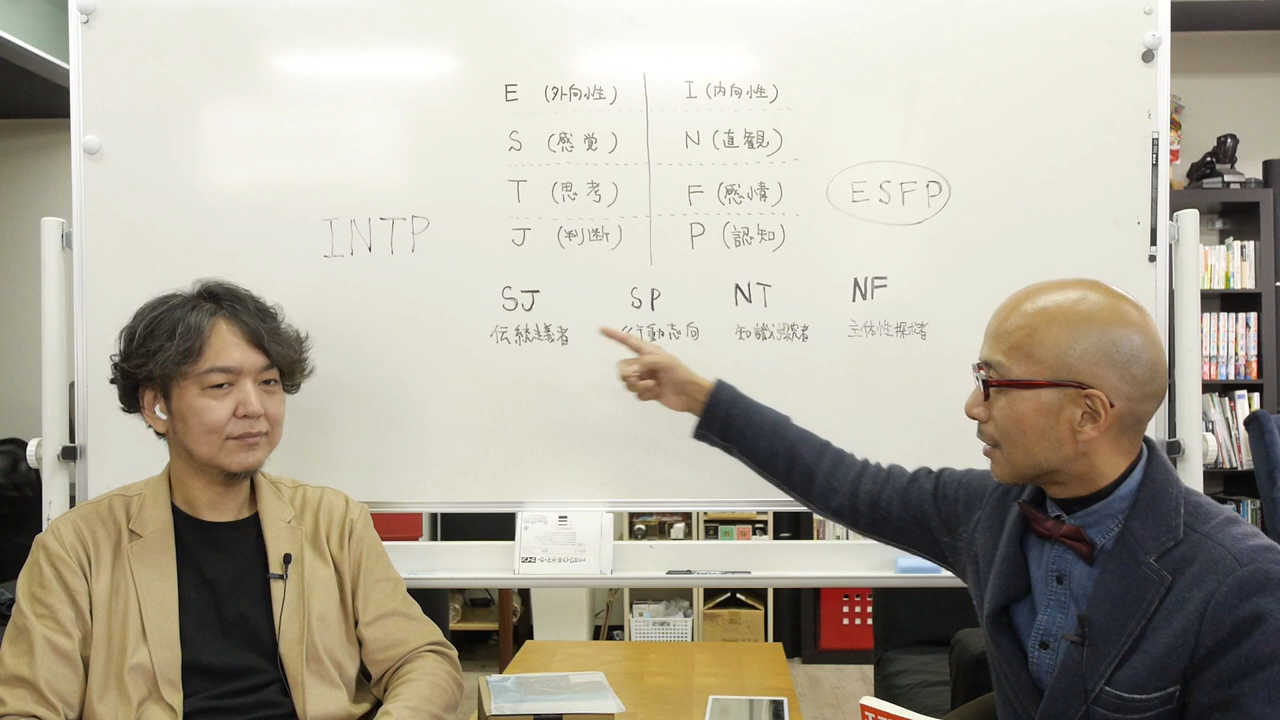 E (外向性) I (内向性)
S (感覚) N (直観)
T (思考) F (感情)
J (判断) P (認知)
INTP
ESFP
SJ SP NT NF
伝統主義者 行動志向 知識探究者 主体性探求者